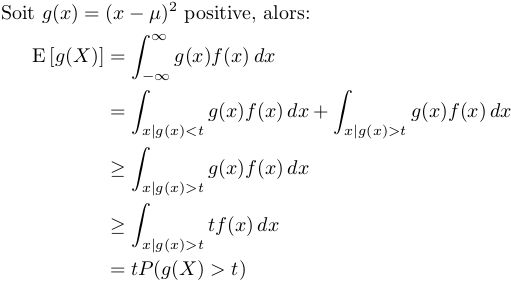 Soit g(x) = (x − μ)² positive, alors:
E [g(X)] = ∫_{−∞}^{∞} g(x)f(x) dx
= ∫_{x|g(x)<t} g(x)f(x) dx + ∫_{x|g(x)>t} g(x)f(x) dx
≥ ∫_{x|g(x)>t} g(x)f(x) dx
≥ ∫_{x|g(x)>t} tf(x) dx
= tP(g(X) > t)